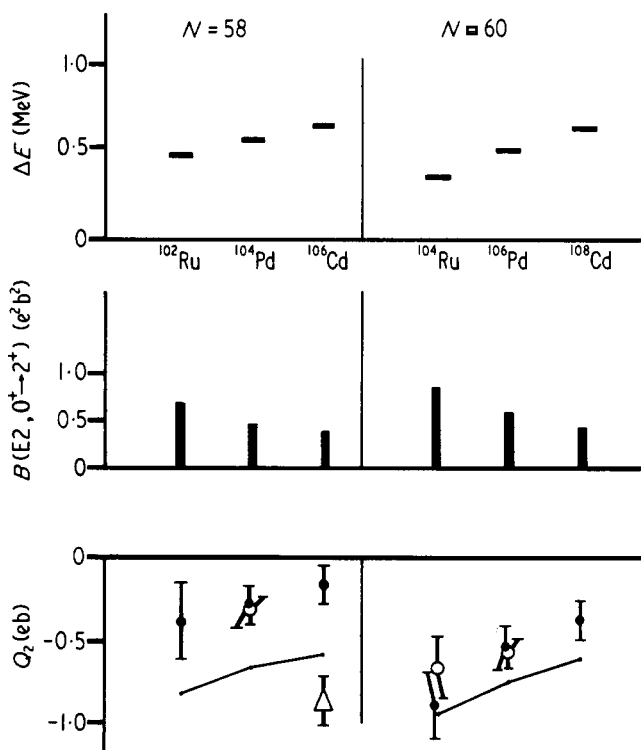 N = 58
N = 60
ΔE (MeV)
1·0
0·5
0
¹⁰²Ru ¹⁰⁴Pd ¹⁰⁶Cd
¹⁰⁴Ru ¹⁰⁶Pd ¹⁰⁸Cd
B(E2, 0⁺→2⁺) (e²b²)
1·0
0·5
0
Q₂(eb)
0
-0·5
-1·0